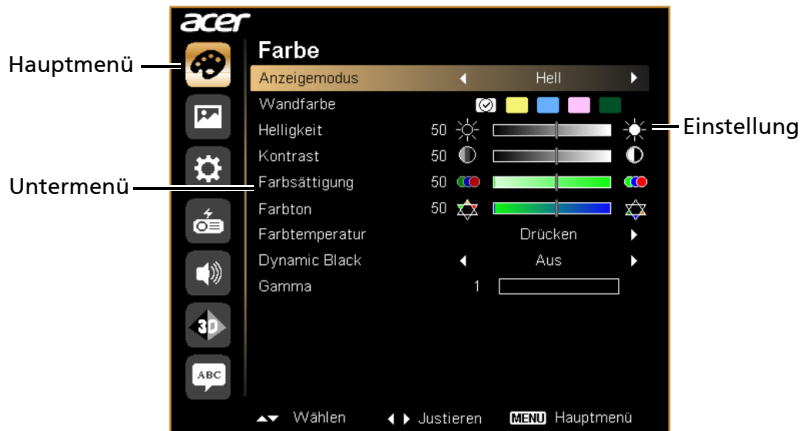 acer
Farbe
Hauptmenü
Anzeigemodus Hell
Wandfarbe
Helligkeit 50
Einstellung
Kontrast 50
Untermenü
Farbsättigung 50
Farbton 50
Farbtemperatur Drücken
Dynamic Black Aus
Gamma 1
3D
ABC
Wählen Justieren MENU Hauptmenü